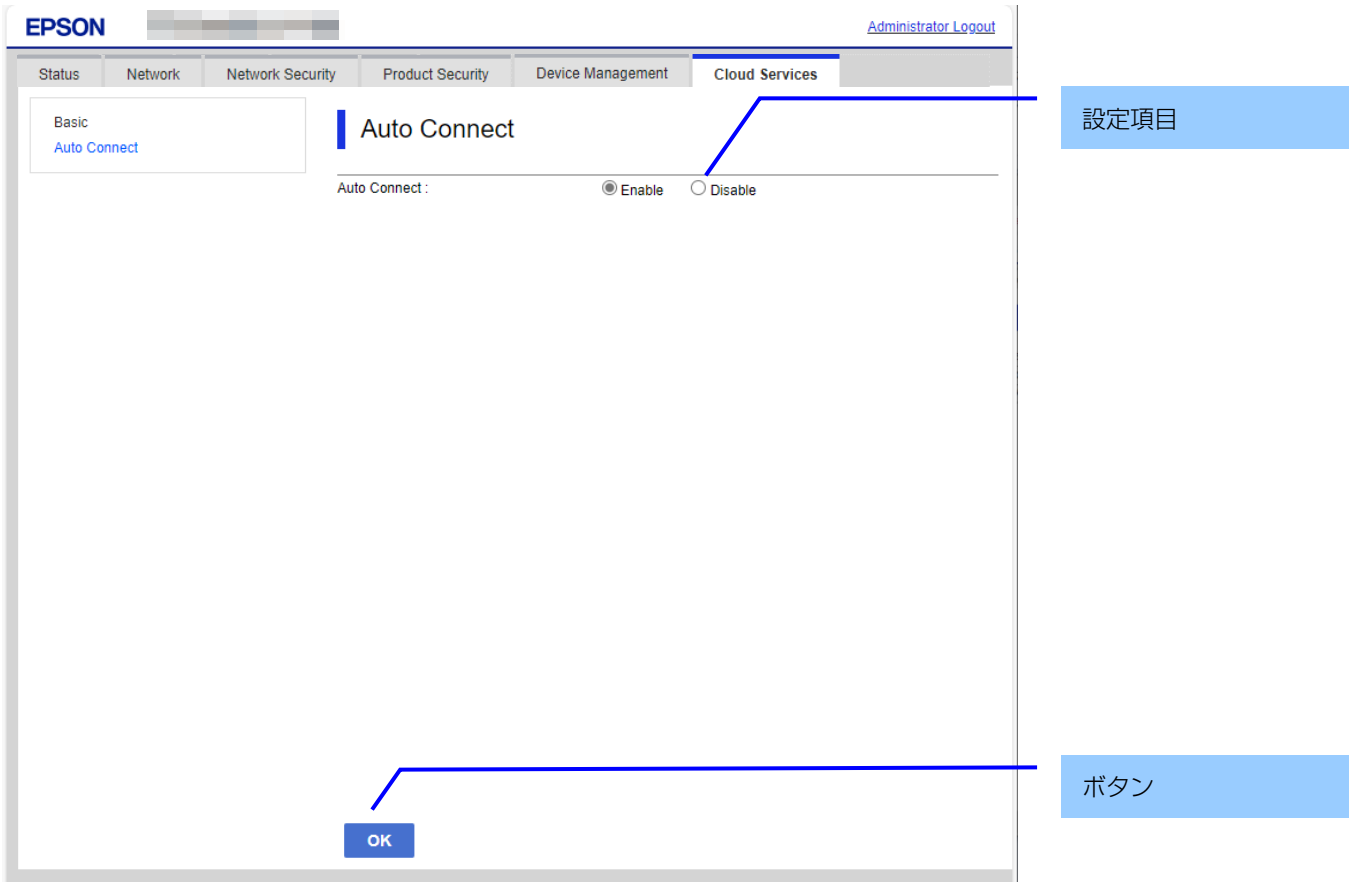 EPSON
Administrator Logout
Status Network Network Security Product Security Device Management Cloud Services
設定項目
Basic
Auto Connect
Auto Connect
Auto Connect : Enable Disable
ボタン
OK